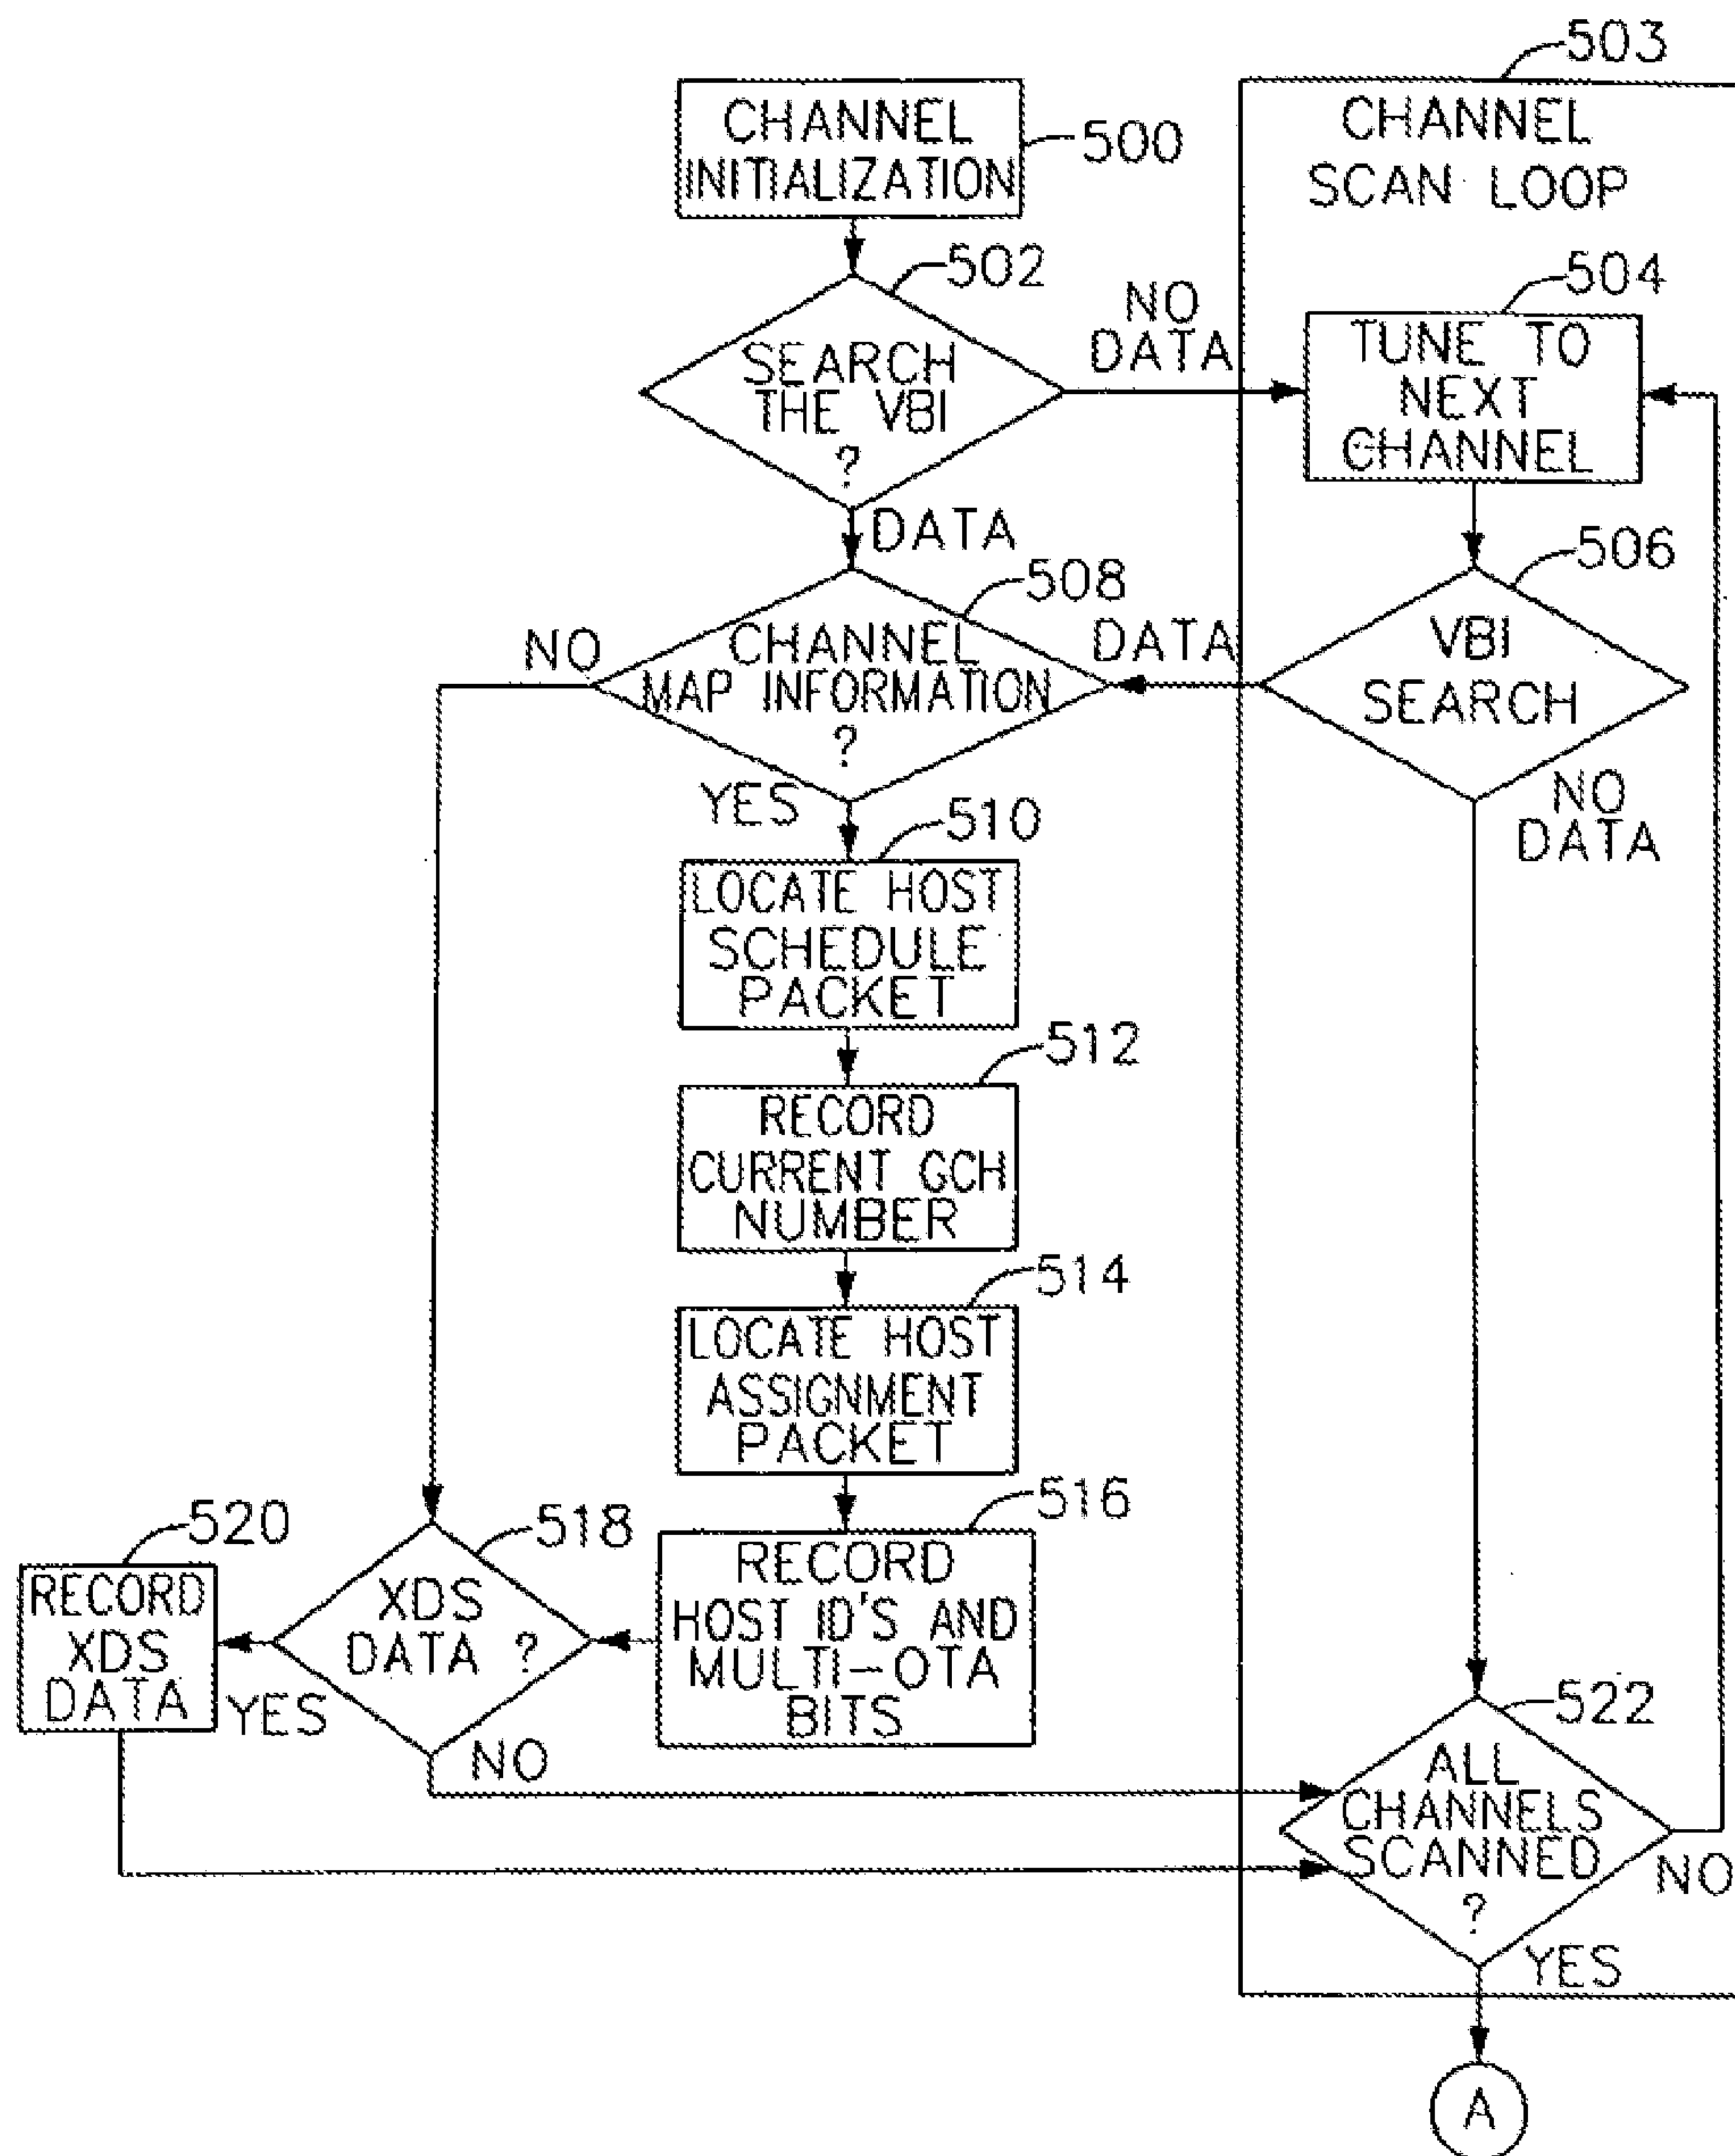 503
CHANNEL
INITIALIZATION
500
CHANNEL
SCAN LOOP
502
SEARCH
THE VBI
?
NO
DATA
504
TUNE TO
NEXT
CHANNEL
DATA
508
CHANNEL
MAP INFORMATION
?
NO
DATA
506
VBI
SEARCH
NO
DATA
YES
510
LOCATE HOST
SCHEDULE
PACKET
512
RECORD
CURRENT GCH
NUMBER
514
LOCATE HOST
ASSIGNMENT
PACKET
516
RECORD
HOST ID'S AND
MULTI-OTA
BITS
518
XDS
DATA ?
520
RECORD
XDS
DATA
YES
NO
522
ALL
CHANNELS
SCANNED
?
NO
YES
A